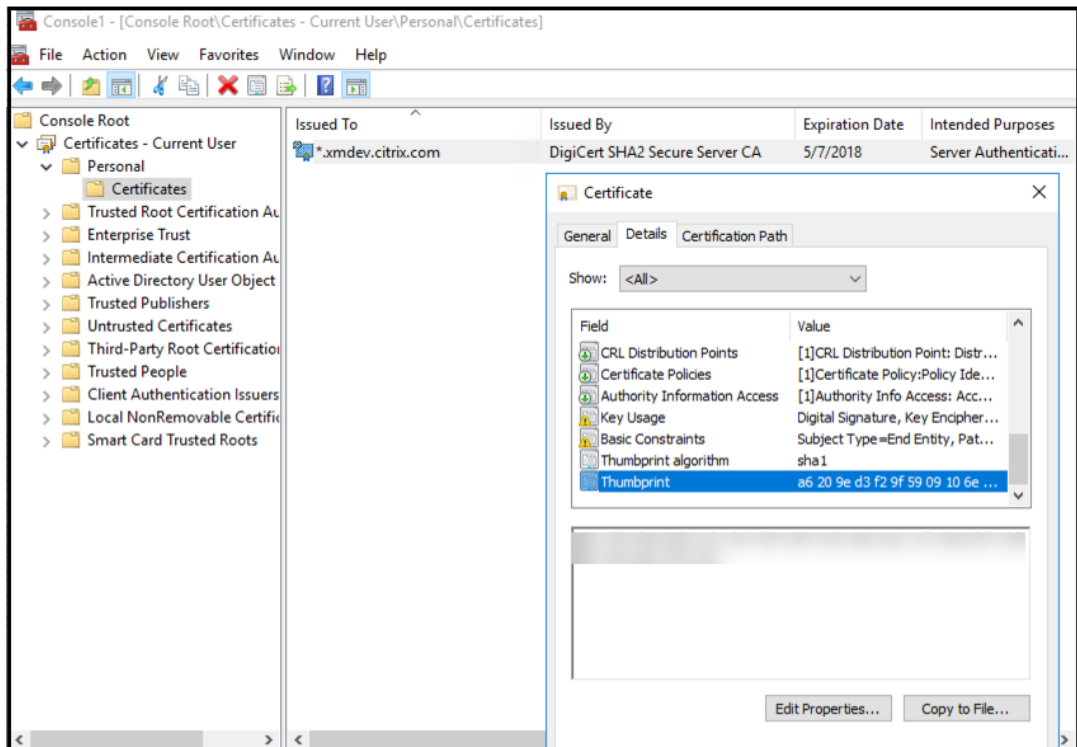 Console1 - [Console Root\Certificates - Current User\Personal\Certificates]
File Action View Favorites Window Help
Console Root
Certificates - Current User
Personal
Certificates
Trusted Root Certification Au
Enterprise Trust
Intermediate Certification Au
Active Directory User Object
Trusted Publishers
Untrusted Certificates
Third-Party Root Certification
Trusted People
Client Authentication Issuers
Local NonRemovable Certific
Smart Card Trusted Roots
Issued To Issued By Expiration Date Intended Purposes
*.xmdev.citrix.com DigiCert SHA2 Secure Server CA 5/7/2018 Server Authenticati...
Certificate
General Details Certification Path
Show: <All>
Field Value
CRL Distribution Points [1]CRL Distribution Point: Distr...
Certificate Policies [1]Certificate Policy:Policy Ide...
Authority Information Access [1]Authority Info Access: Acc...
Key Usage Digital Signature, Key Encipher...
Basic Constraints Subject Type=End Entity, Pat...
Thumbprint algorithm sha1
Thumbprint a6 20 9e d3 f2 9f 59 09 10 6e ...
Edit Properties... Copy to File...